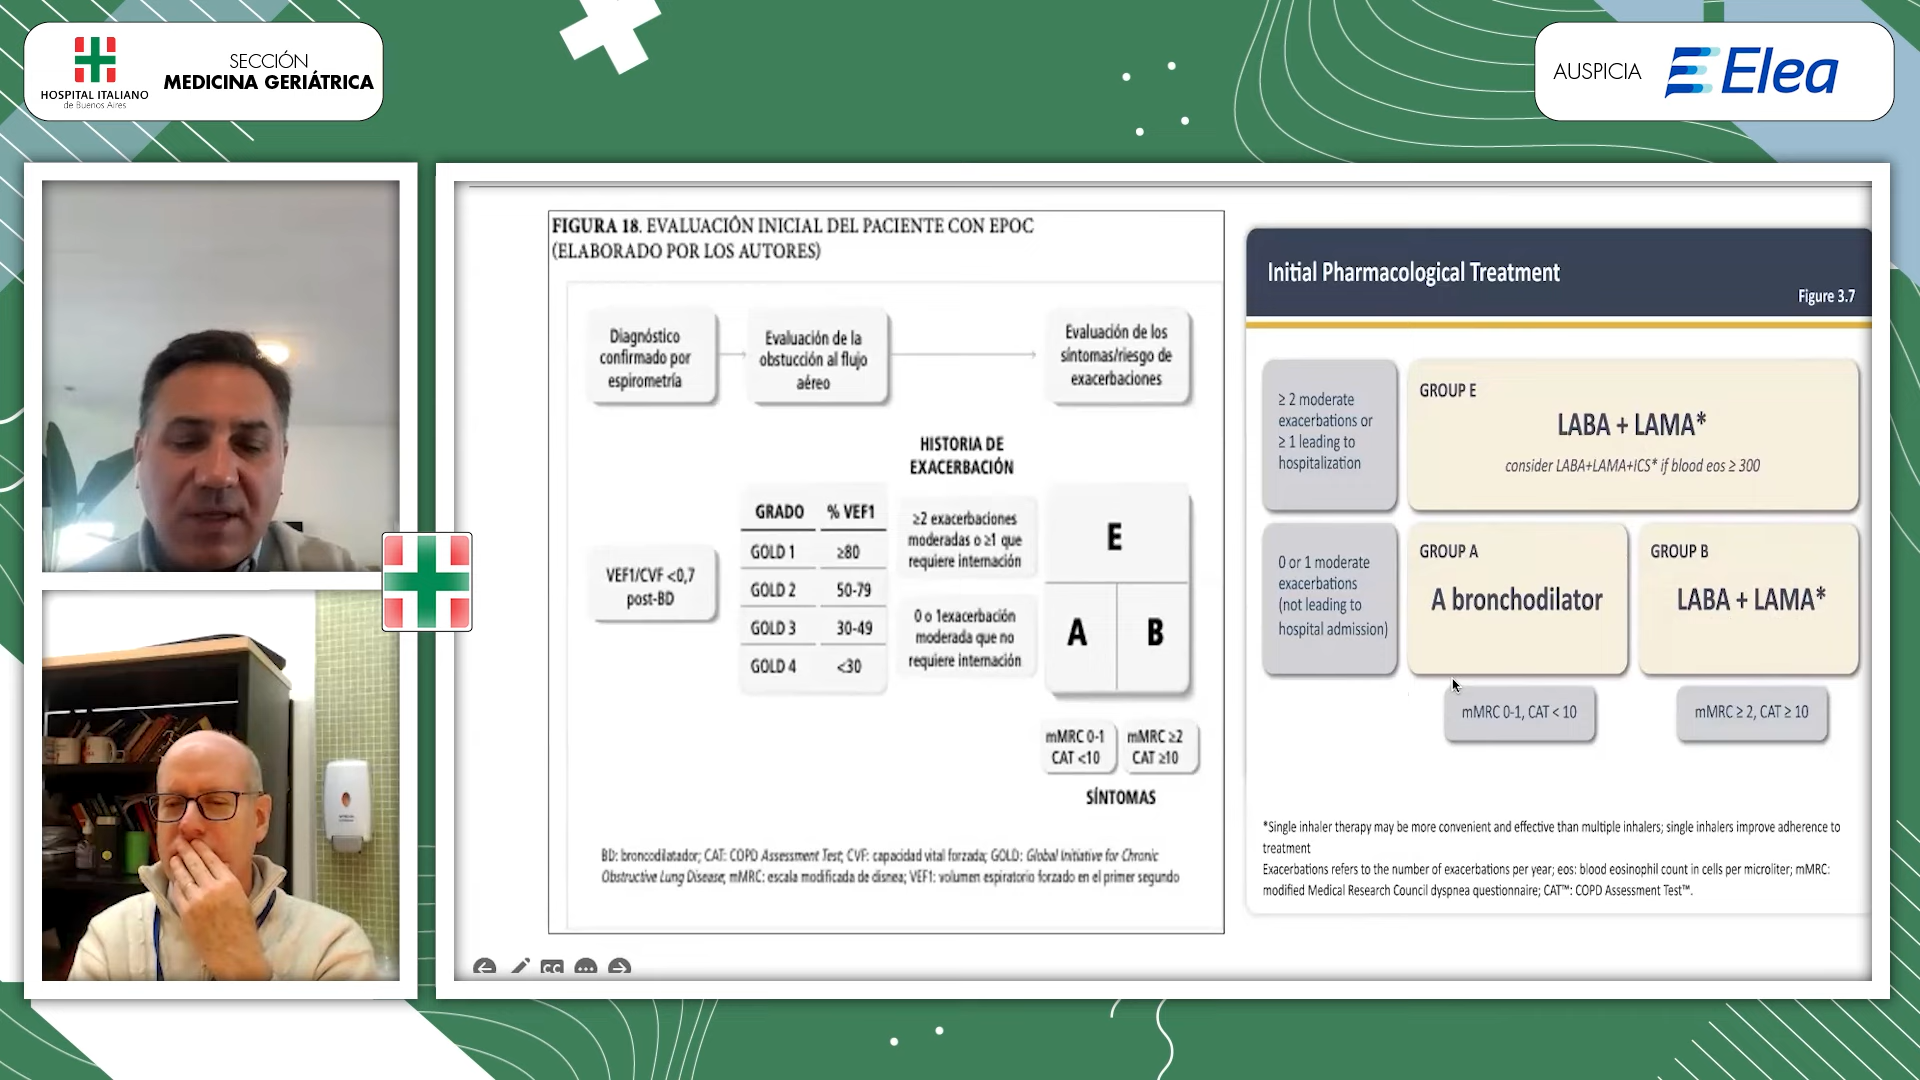 HOSPITAL ITALIANO
de Buenos Aires
SECCIÓN
MEDICINA GERIÁTRICA
AUSPICIA
Elea
FIGURA 18. EVALUACIÓN INICIAL DEL PACIENTE CON EPOC
(ELABORADO POR LOS AUTORES)
Diagnóstico
confirmado por
espirometría
Evaluación de la
obstucción al flujo
aéreo
Evaluación de los
síntomas/riesgo de
exacerbaciones
HISTORIA DE
EXACERBACIÓN
VEF1/CVF <0,7
post-BD
GRADO % VEF1
GOLD 1 ≥80
GOLD 2 50-79
GOLD 3 30-49
GOLD 4 <30
≥2 exacerbaciones
moderadas o ≥1 que
requiere internación
0 o 1exacerbación
moderada que no
requiere internación
E
A B
mMRC 0-1
CAT <10
mMRC ≥2
CAT ≥10
SÍNTOMAS
BD: broncodilatador; CAT: COPD Assessment Test; CVF: capacidad vital forzada; GOLD: Global Initiative for Chronic
Obstructive Lung Disease; mMRC: escala modificada de disnea; VEF1: volumen espiratorio forzado en el primer segundo
Initial Pharmacological Treatment
Figure 3.7
≥ 2 moderate
exacerbations or
≥ 1 leading to
hospitalization
GROUP E
LABA + LAMA*
consider LABA+LAMA+ICS* if blood eos ≥ 300
0 or 1 moderate
exacerbations
(not leading to
hospital admission)
GROUP A
A bronchodilator
GROUP B
LABA + LAMA*
mMRC 0-1, CAT < 10
mMRC ≥ 2, CAT ≥ 10
*Single inhaler therapy may be more convenient and effective than multiple inhalers; single inhalers improve adherence to
treatment
Exacerbations refers to the number of exacerbations per year; eos: blood eosinophil count in cells per microliter; mMRC:
modified Medical Research Council dyspnea questionnaire; CAT™: COPD Assessment Test™.
CC